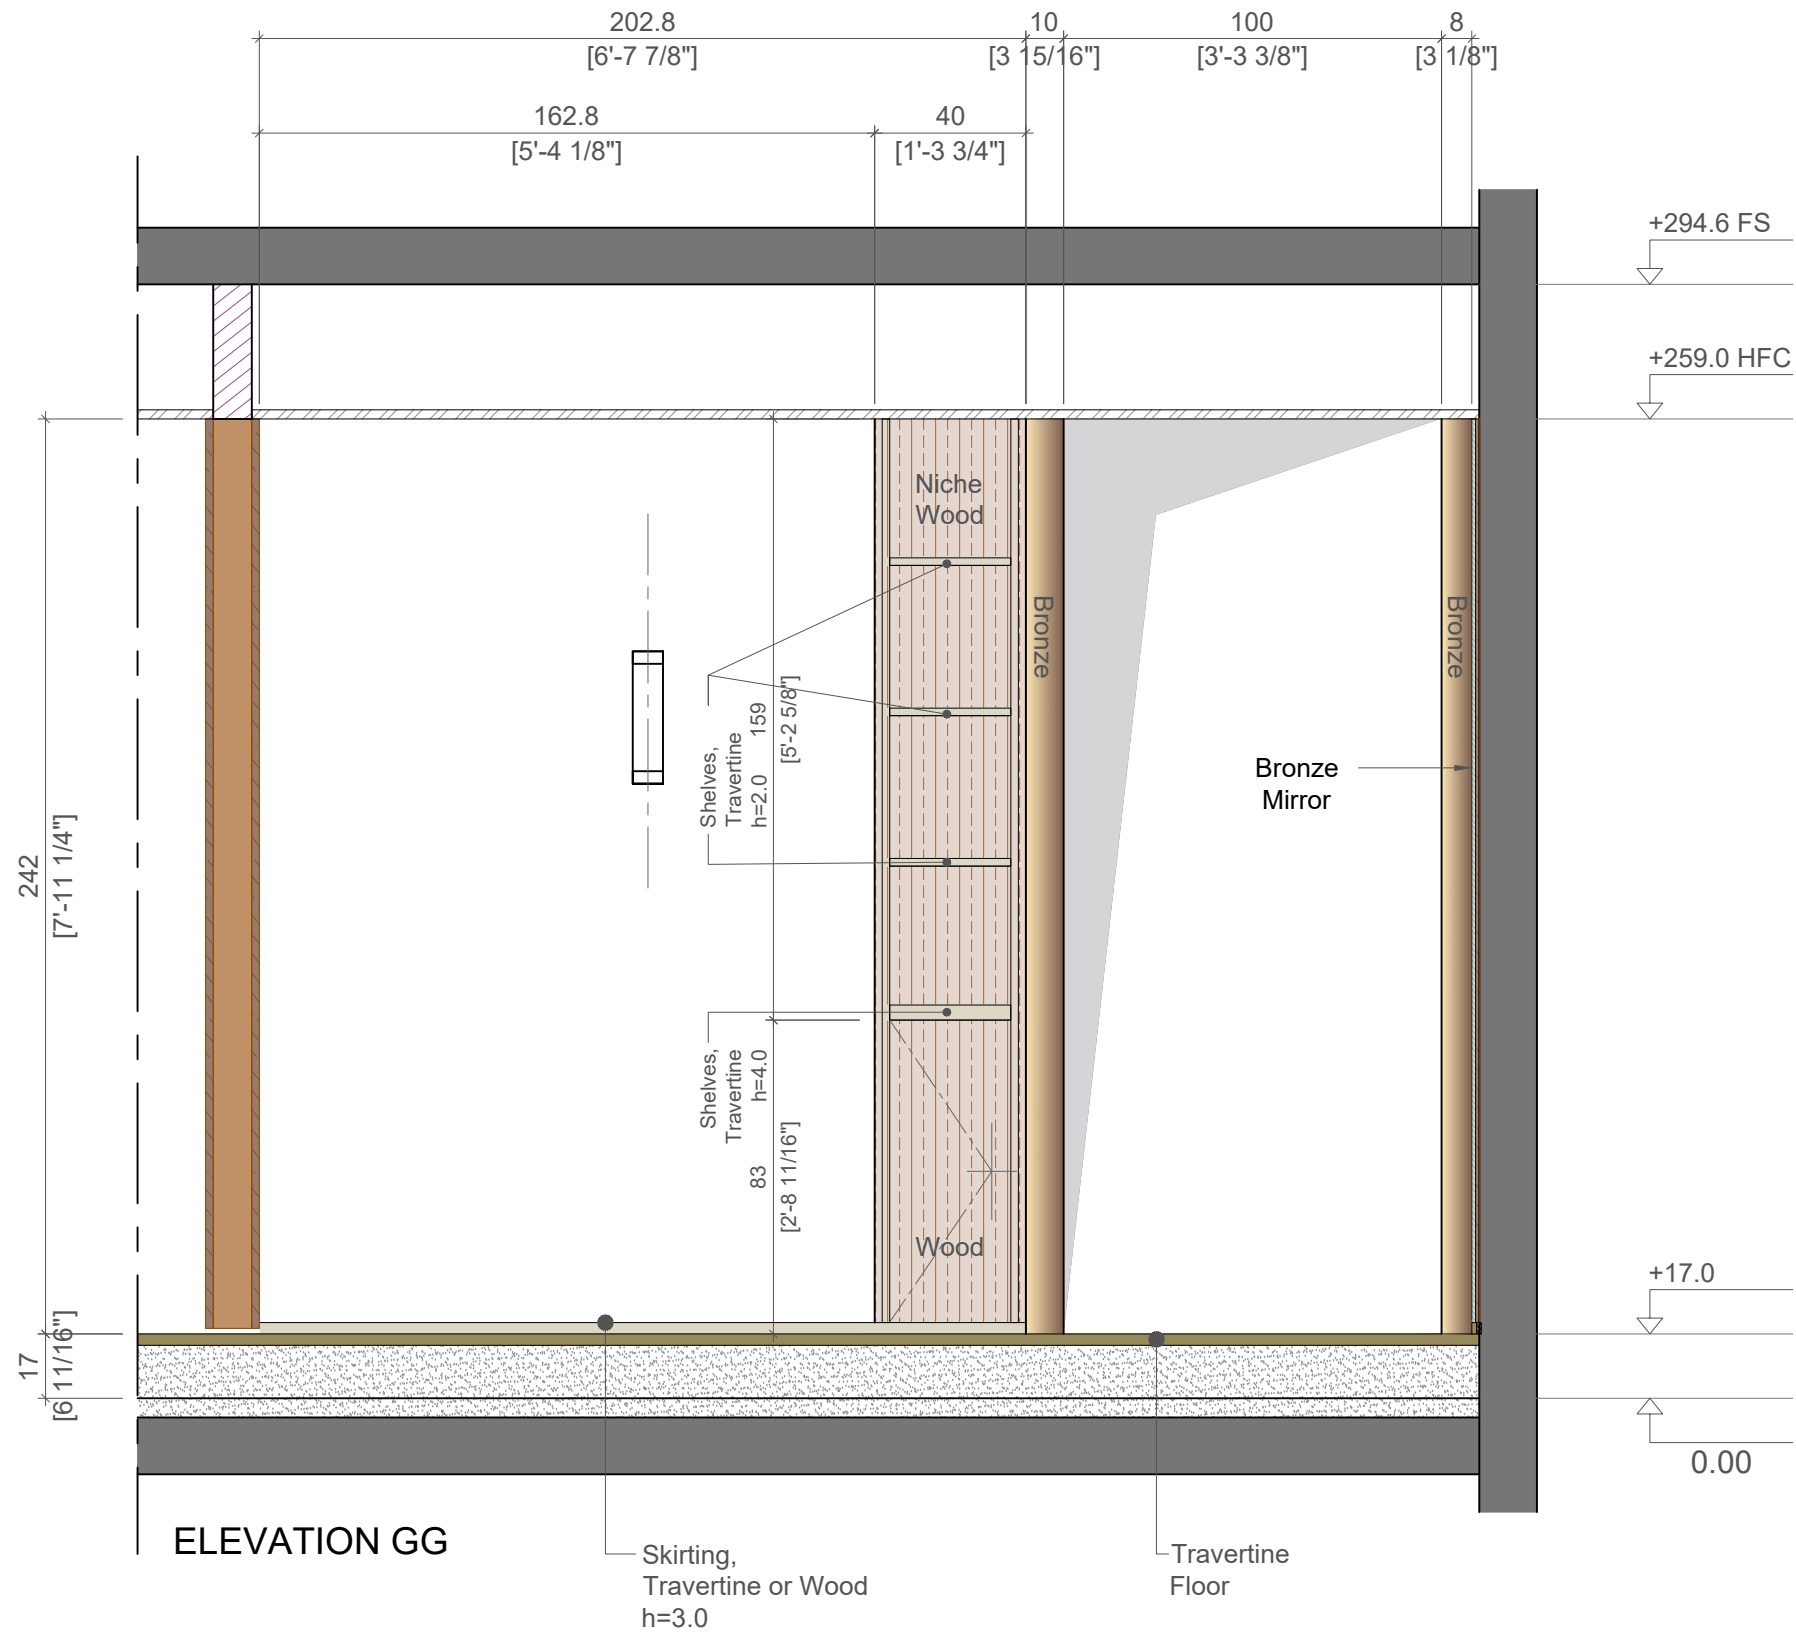 202.8
[6'-7 7/8"]
10
[3 15/16"]
100
[3'-3 3/8"]
8
[3 1/8"]
162.8
[5'-4 1/8"]
40
[1'-3 3/4"]
+294.6 FS
+259.0 HFC
Niche
Wood
Bronze
Bronze
159
[5'-2 5/8"]
Shelves,
Travertine
h=2.0
Bronze
Mirror
242
[7'-11 1/4"]
Shelves,
Travertine
h=4.0
83
[2'-8 11/16"]
Wood
+17.0
17
[6 11/16"]
0.00
ELEVATION GG
Skirting,
Travertine or Wood
h=3.0
Travertine
Floor